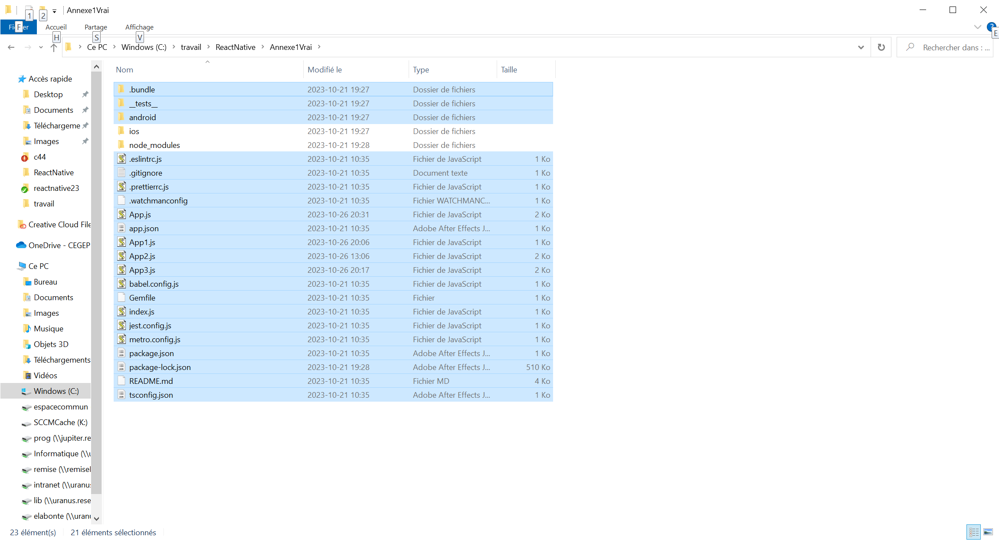 1 2 Annexe1Vrai
Fichier Accueil Partage Affichage
F H S V E
Ce PC Windows (C:) travail ReactNative Annexe1Vrai Rechercher dans : ...
Nom Modifié le Type Taille
Accès rapide
Desktop
Documents
Téléchargeme
Images
c44
ReactNative
reactnative23
travail
Creative Cloud File
OneDrive - CEGEP
Ce PC
Bureau
Documents
Images
Musique
Objets 3D
Téléchargements
Vidéos
Windows (C:)
espacecommun
SCCMCache (K:)
prog (\\jupiter.re
Informatique (\\u
remise (\\remisel
intranet (\\uranus
lib (\\uranus.rese
elabonte (\\uranu
.bundle 2023-10-21 19:27 Dossier de fichiers
__tests__ 2023-10-21 19:27 Dossier de fichiers
android 2023-10-21 19:27 Dossier de fichiers
ios 2023-10-21 19:27 Dossier de fichiers
node_modules 2023-10-21 19:28 Dossier de fichiers
.eslintrc.js 2023-10-21 10:35 Fichier de JavaScript 1 Ko
.gitignore 2023-10-21 10:35 Document texte 1 Ko
.prettierrc.js 2023-10-21 10:35 Fichier de JavaScript 1 Ko
.watchmanconfig 2023-10-21 10:35 Fichier WATCHMANC... 1 Ko
App.js 2023-10-26 20:31 Fichier de JavaScript 2 Ko
app.json 2023-10-21 10:35 Adobe After Effects J... 1 Ko
App1.js 2023-10-26 20:06 Fichier de JavaScript 1 Ko
App2.js 2023-10-26 13:06 Fichier de JavaScript 2 Ko
App3.js 2023-10-26 20:17 Fichier de JavaScript 2 Ko
babel.config.js 2023-10-21 10:35 Fichier de JavaScript 1 Ko
Gemfile 2023-10-21 10:35 Fichier 1 Ko
index.js 2023-10-21 10:35 Fichier de JavaScript 1 Ko
jest.config.js 2023-10-21 10:35 Fichier de JavaScript 1 Ko
metro.config.js 2023-10-21 10:35 Fichier de JavaScript 1 Ko
package.json 2023-10-21 10:35 Adobe After Effects J... 1 Ko
package-lock.json 2023-10-21 19:28 Adobe After Effects J... 510 Ko
README.md 2023-10-21 10:35 Fichier MD 4 Ko
tsconfig.json 2023-10-21 10:35 Adobe After Effects J... 1 Ko
23 élément(s) 21 éléments sélectionnés